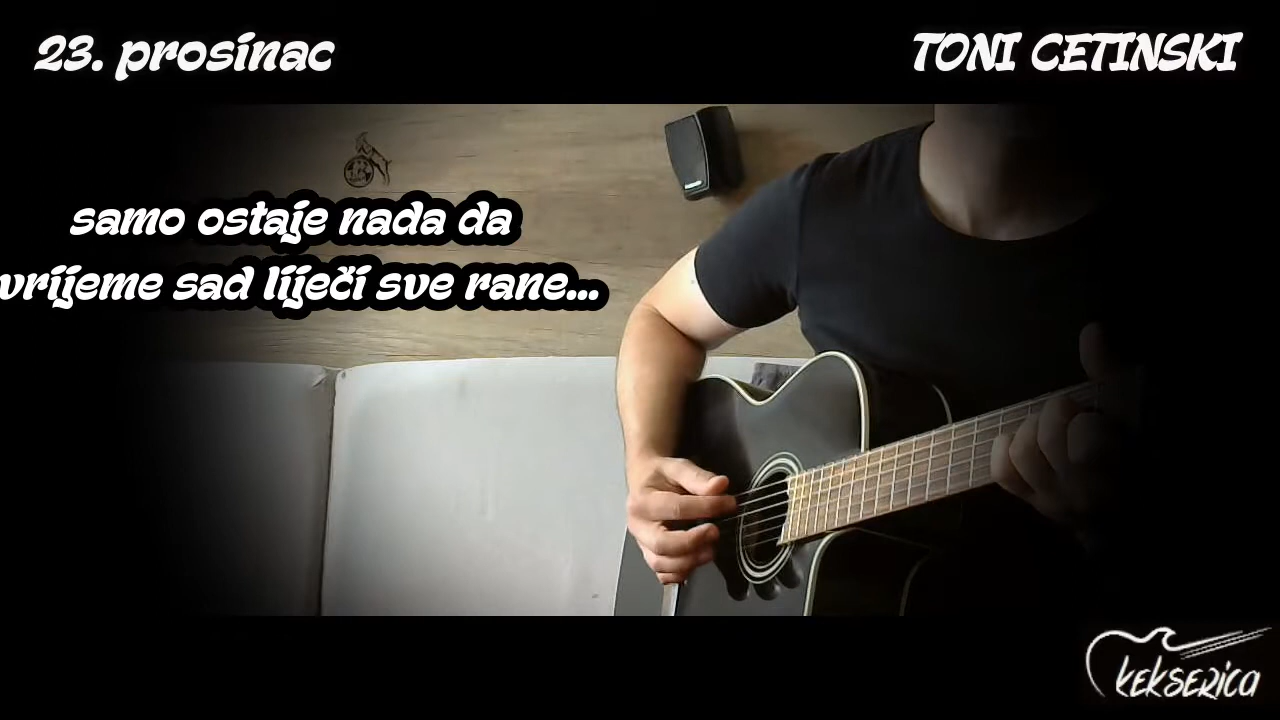 23. prosinac
TONI CETINSKI
samo ostaje nada da
vrijeme sad liječi sve rane...
KEKSERICA